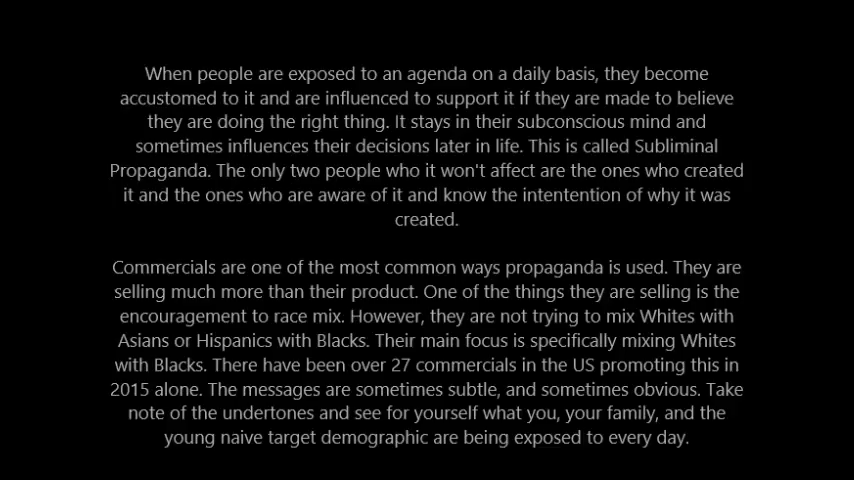 When people are exposed to an agenda on a daily basis, they become
accustomed to it and are influenced to support it if they are made to believe
they are doing the right thing. It stays in their subconscious mind and
sometimes influences their decisions later in life. This is called Subliminal
Propaganda. The only two people who it won't affect are the ones who created
it and the ones who are aware of it and know the intentention of why it was
created.
Commercials are one of the most common ways propaganda is used. They are
selling much more than their product. One of the things they are selling is the
encouragement to race mix. However, they are not trying to mix Whites with
Asians or Hispanics with Blacks. Their main focus is specifically mixing Whites
with Blacks. There have been over 27 commercials in the US promoting this in
2015 alone. The messages are sometimes subtle, and sometimes obvious. Take
note of the undertones and see for yourself what you, your family, and the
young naive target demographic are being exposed to every day.